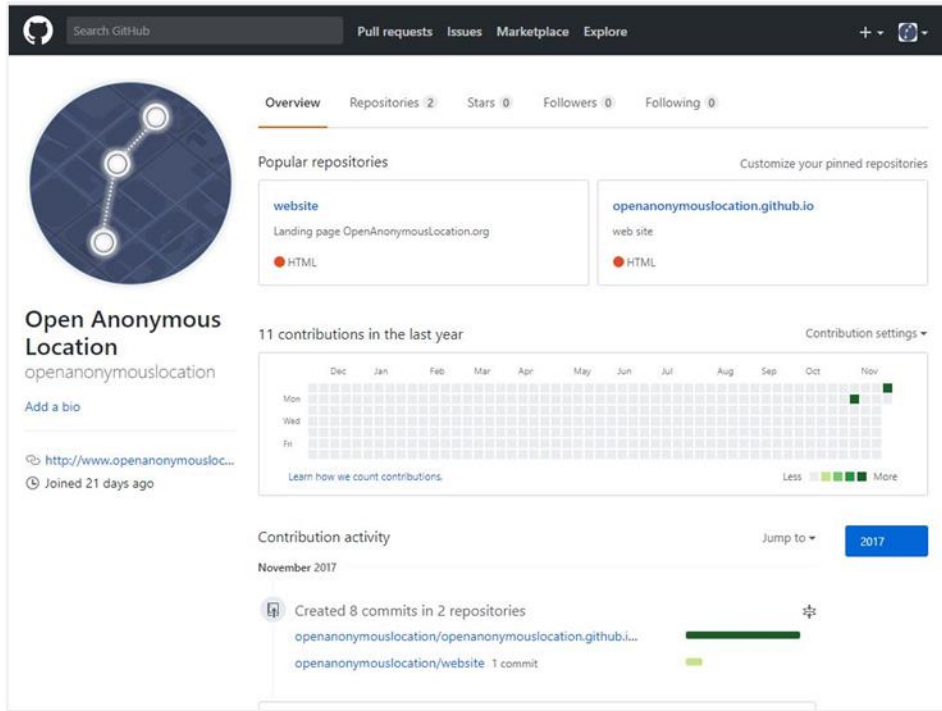 Search GitHub Pull requests Issues Marketplace Explore
Overview Repositories 2 Stars 0 Followers 0 Following 0
Popular repositories Customize your pinned repositories
website
Landing page OpenAnonymousLocation.org
HTML
openanonymouslocation.github.io
web site
HTML
Open Anonymous
Location
openanonymouslocation
Add a bio
http://www.openanonymousloc...
Joined 21 days ago
11 contributions in the last year Contribution settings
Dec Jan Feb Mar Apr May Jun Jul Aug Sep Oct Nov
Mon
Wed
Fri
Learn how we count contributions. Less More
Contribution activity Jump to 2017
November 2017
Created 8 commits in 2 repositories
openanonymouslocation/openanonymouslocation.github.i...
openanonymouslocation/website 1 commit